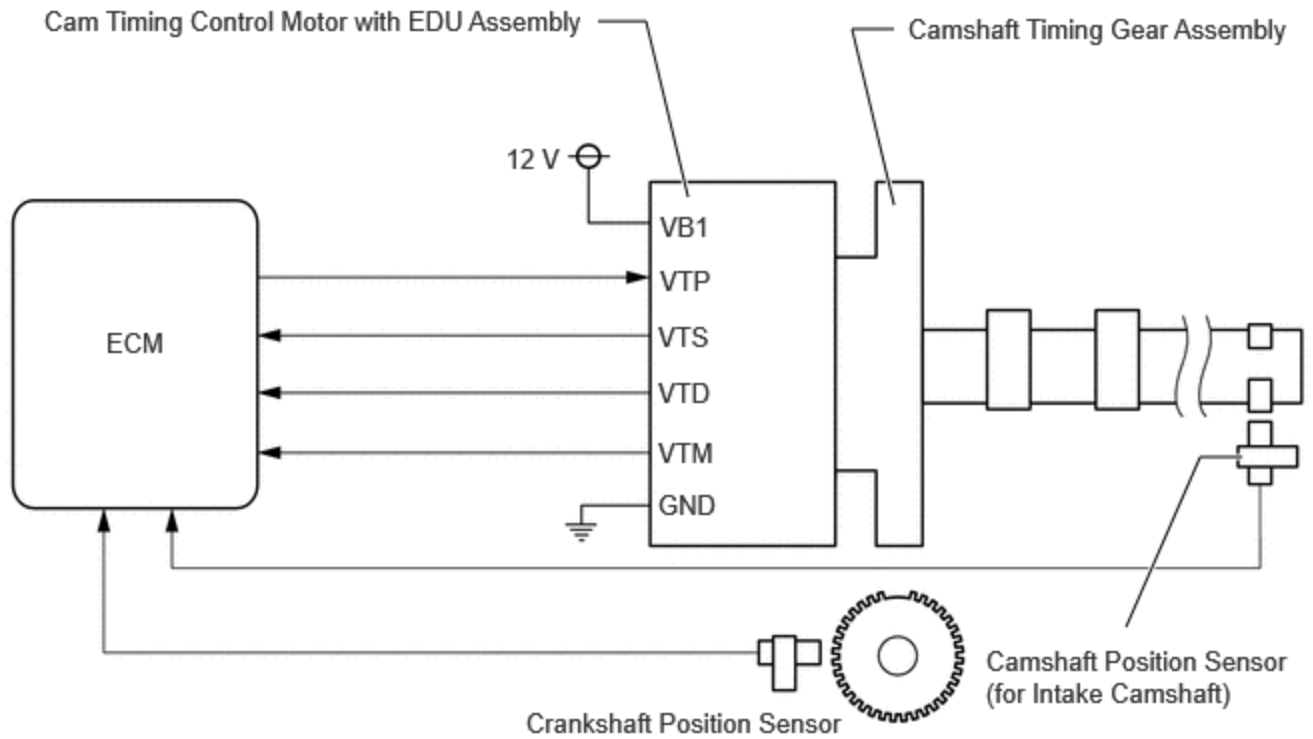 Cam Timing Control Motor with EDU Assembly
Camshaft Timing Gear Assembly
12 V
VB1
VTP
ECM
VTS
VTD
VTM
GND
Camshaft Position Sensor
(for Intake Camshaft)
Crankshaft Position Sensor